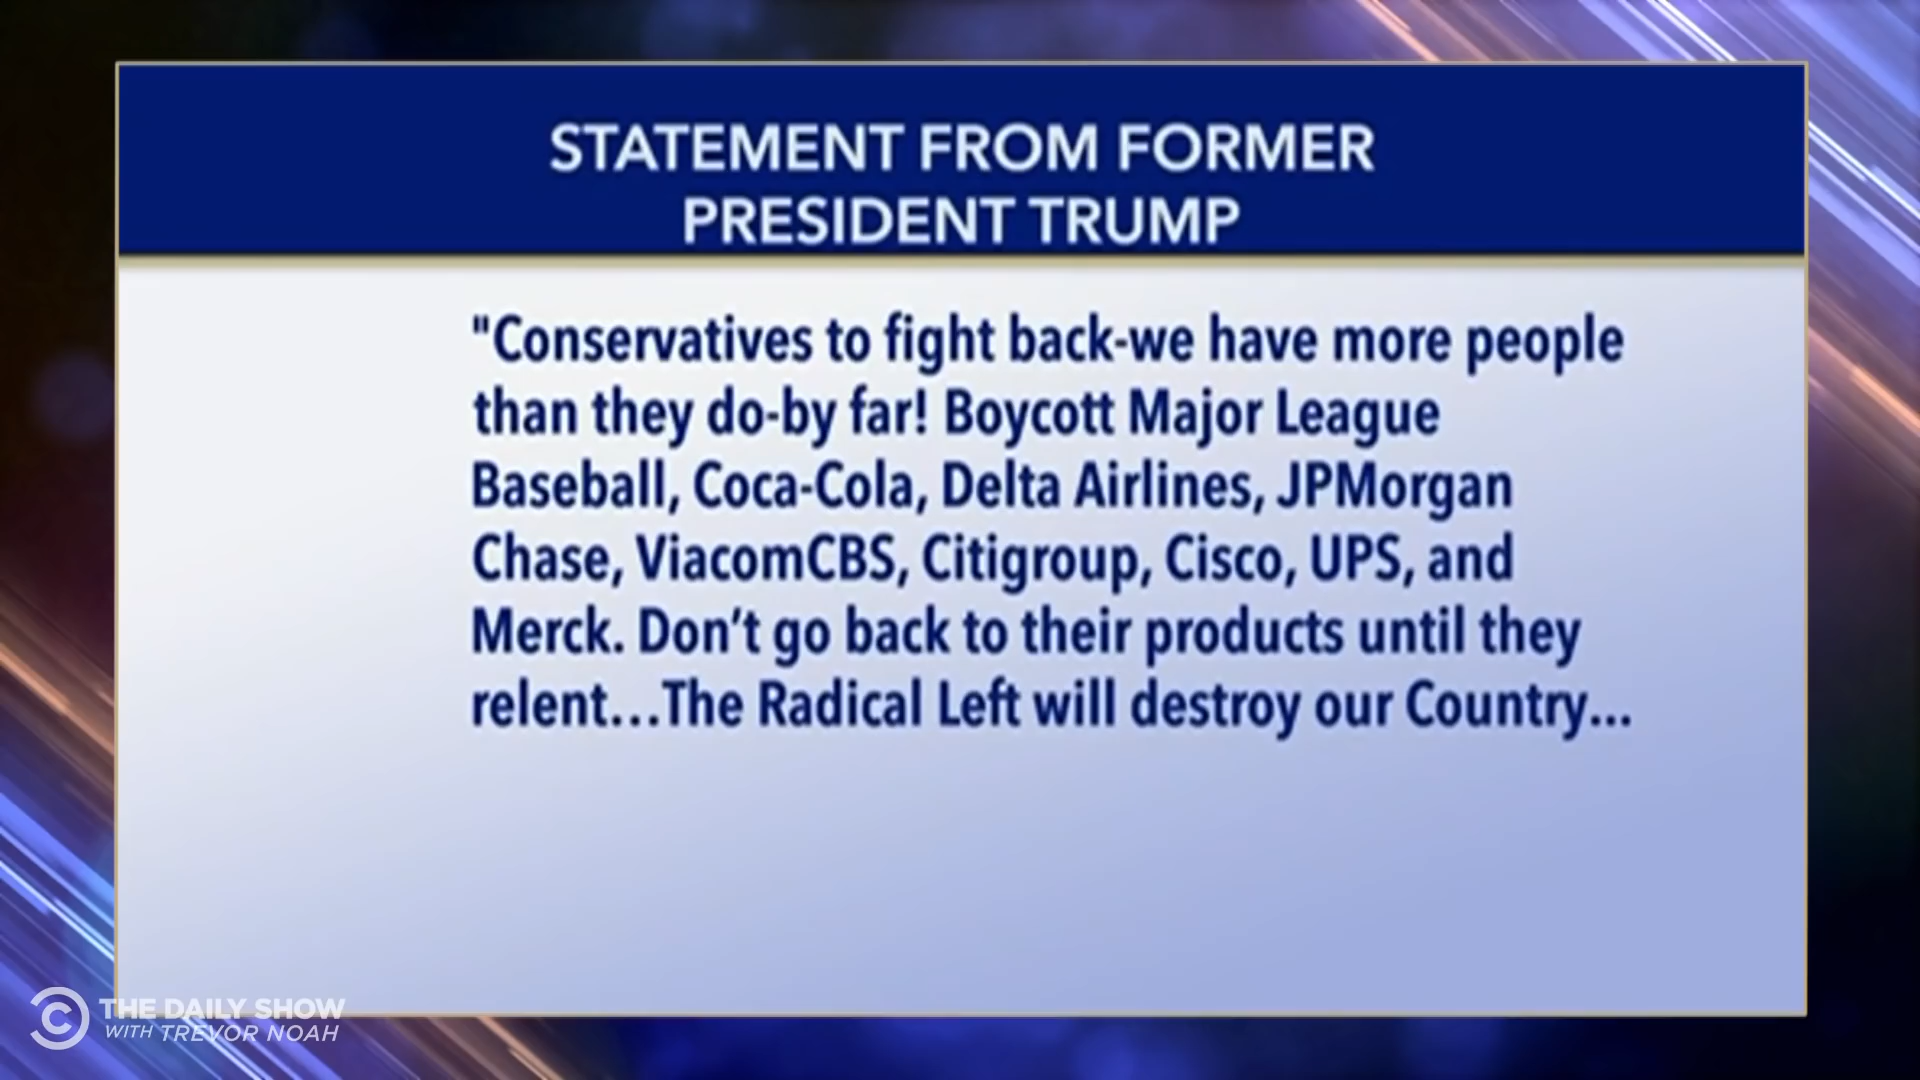 STATEMENT FROM FORMER
PRESIDENT TRUMP
"Conservatives to fight back-we have more people
than they do-by far! Boycott Major League
Baseball, Coca-Cola, Delta Airlines, JPMorgan
Chase, ViacomCBS, Citigroup, Cisco, UPS, and
Merck. Don’t go back to their products until they
relent...The Radical Left will destroy our Country...
THE DAILY SHOW
WITH TREVOR NOAH